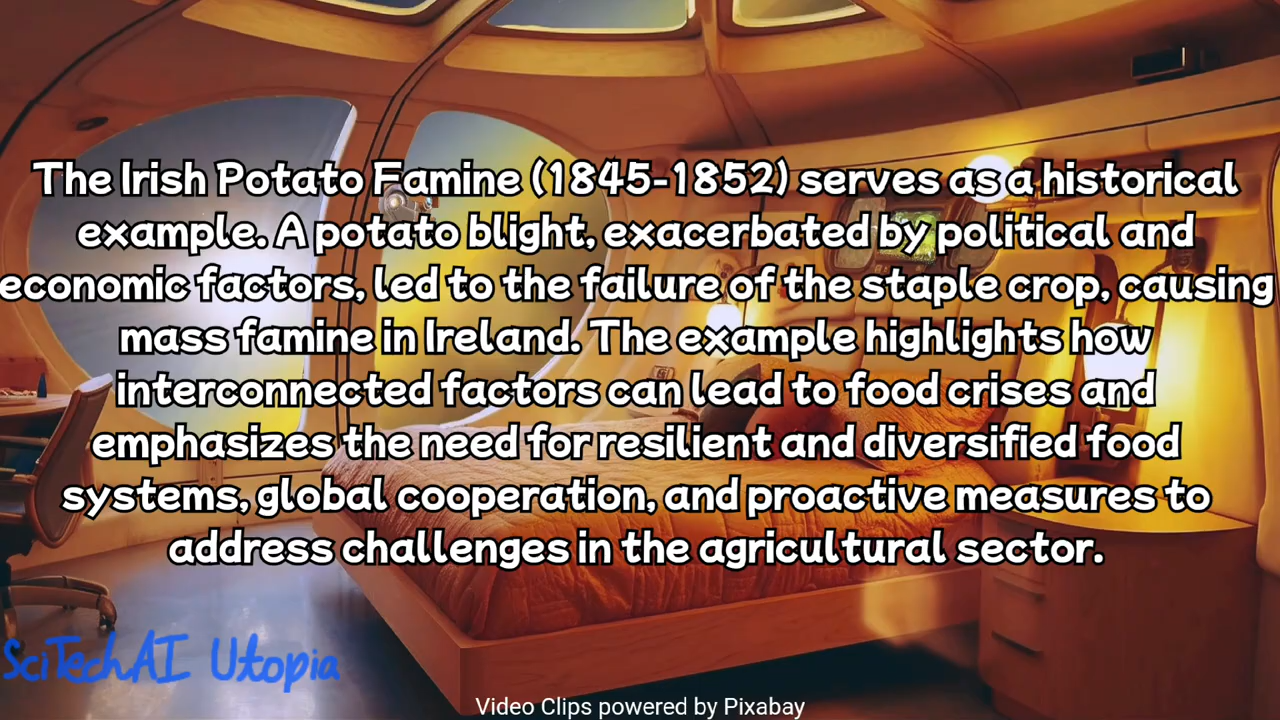 The Irish Potato Famine (1845-1852) serves as a historical
example. A potato blight, exacerbated by political and
economic factors, led to the failure of the staple crop, causing
mass famine in Ireland. The example highlights how
interconnected factors can lead to food crises and
emphasizes the need for resilient and diversified food
systems, global cooperation, and proactive measures to
address challenges in the agricultural sector.
SciTechAI Utopia
Video Clips powered by Pixabay